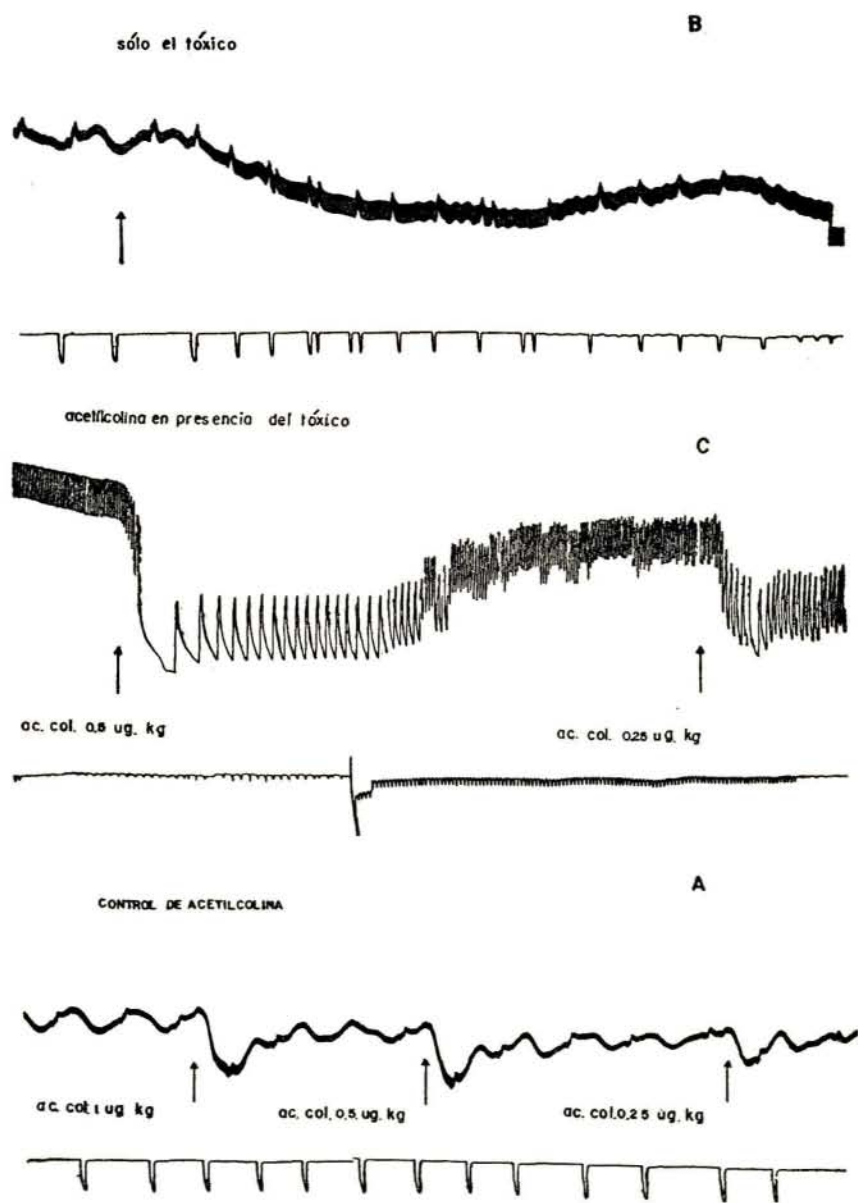 B
sólo el tóxico
acetilcolina en presencia del tóxico
C
ac. col. 0.5 ug. kg
ac. col. 0.25 ug. kg
A
CONTROL DE ACETILCOLINA
ac. col. 1 ug kg
ac. col. 0.5. ug. kg
ac. col. 0.25 ug. kg